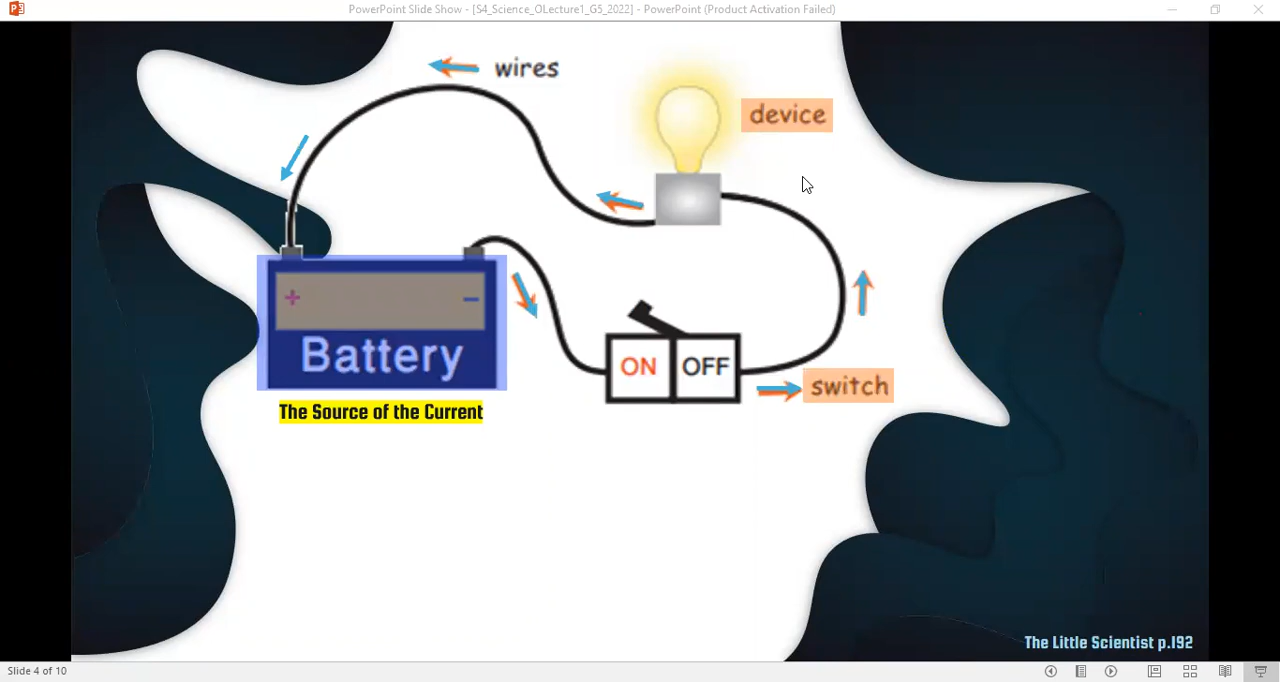 PowerPoint Slide Show - [S4_Science_OLecture1_G5_2022] - PowerPoint (Product Activation Failed)
wires
device
+ −
Battery
ON OFF
switch
The Source of the Current
The Little Scientist p.192
Slide 4 of 10